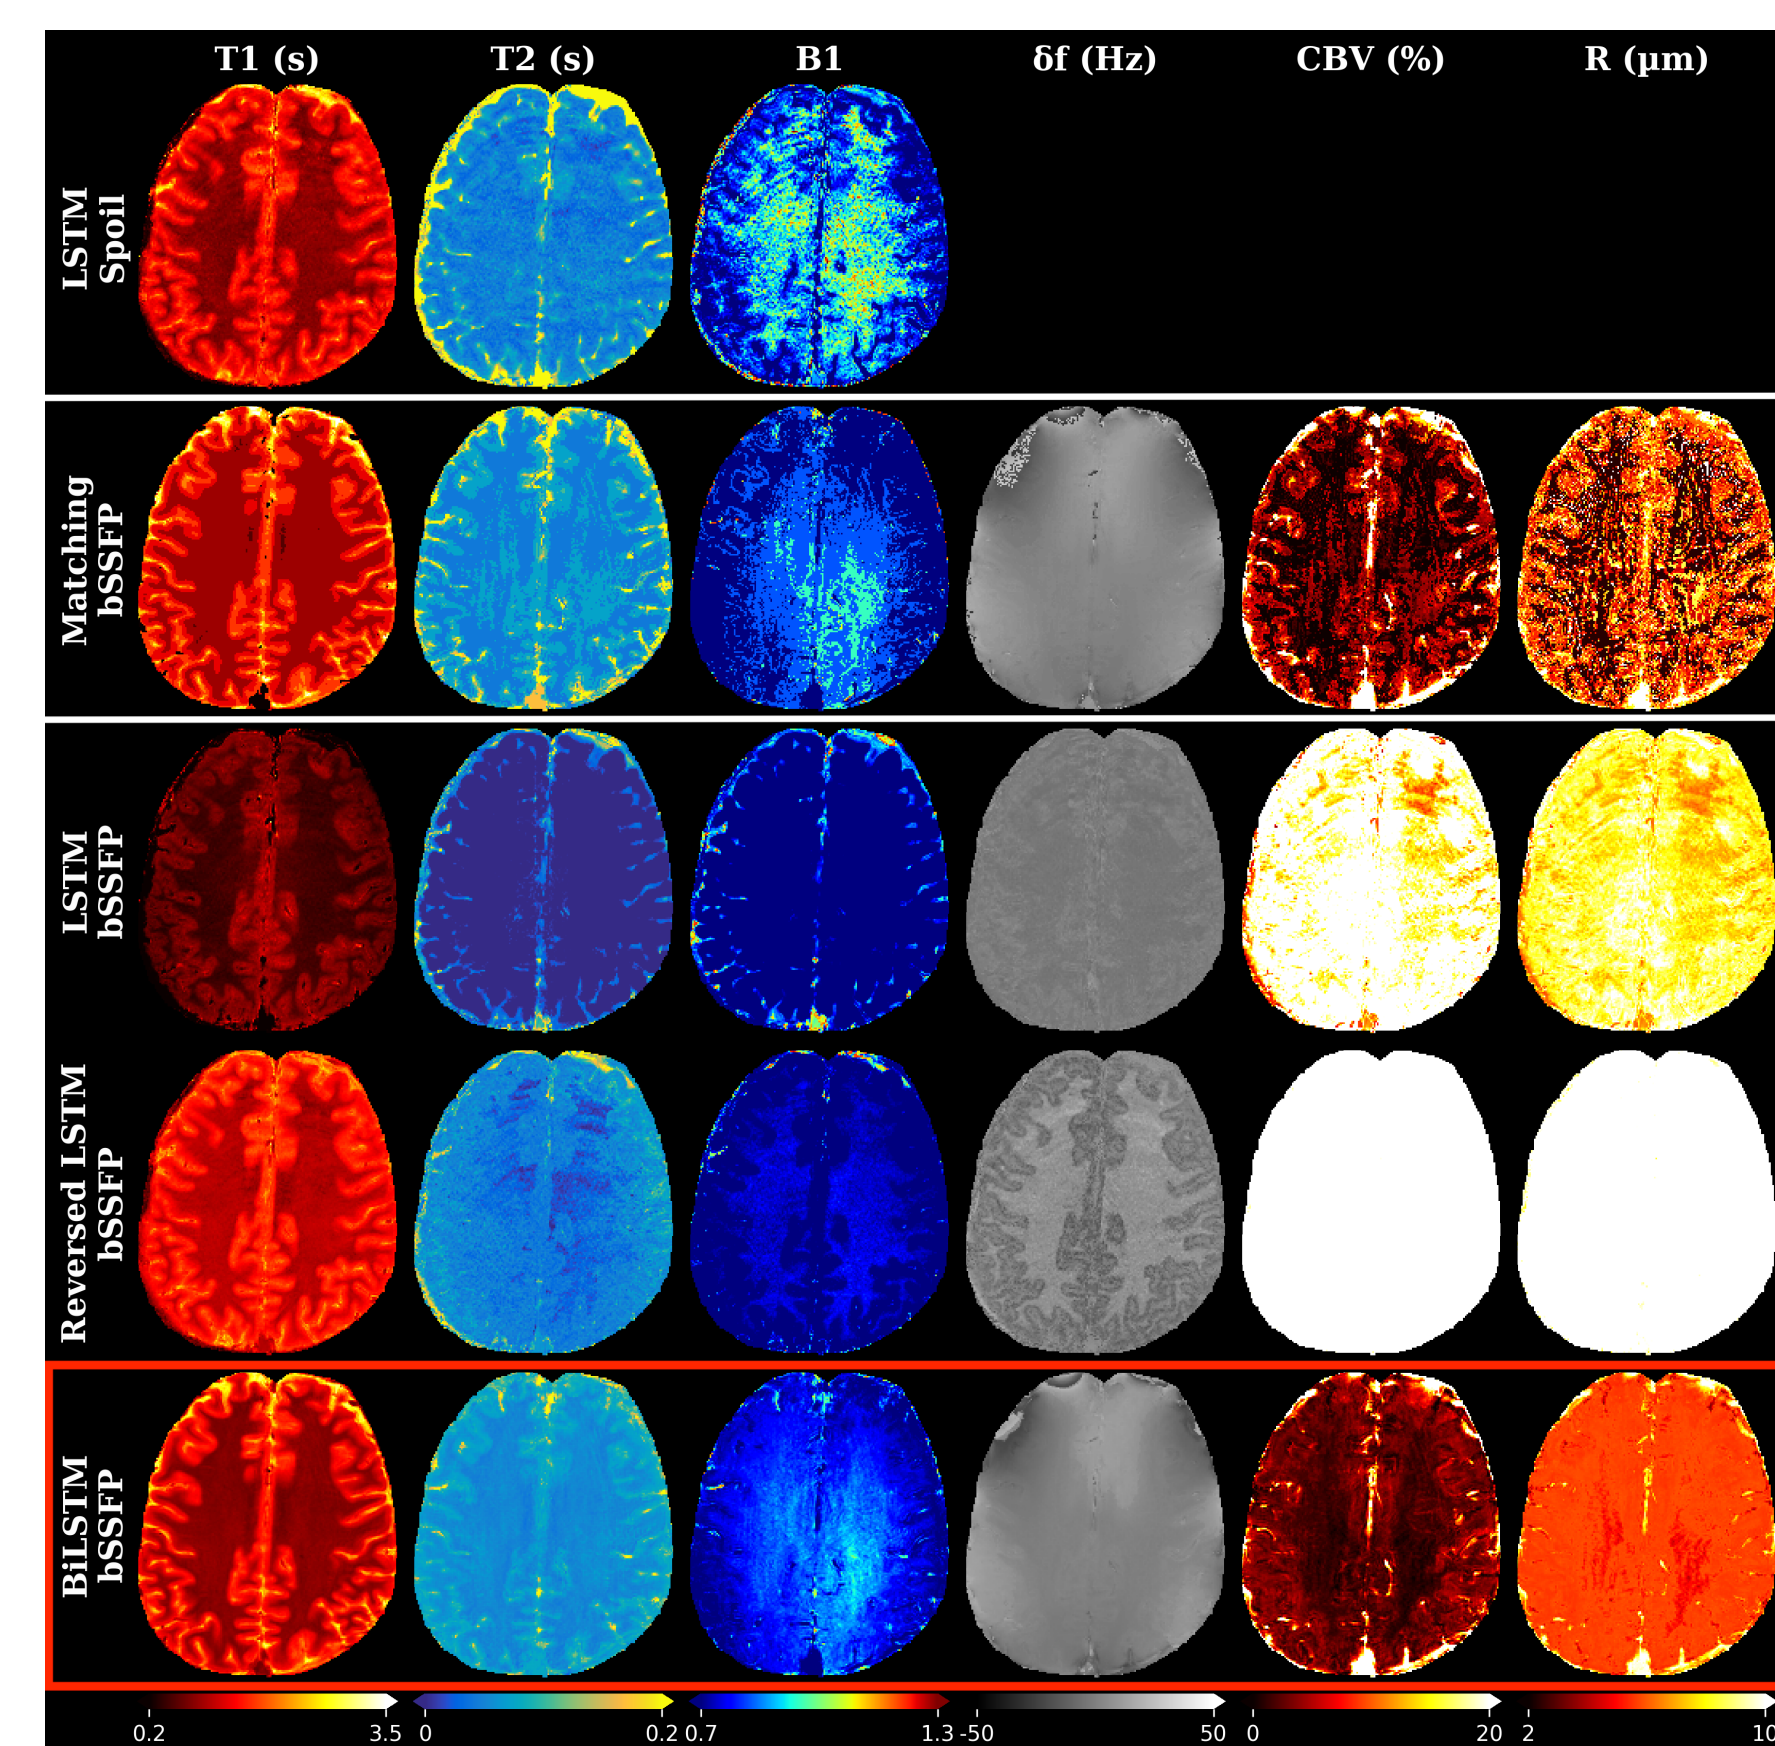 T1 (s) T2 (s) B1 δf (Hz) CBV (%) R (µm)
LSTM
Spoil
Matching
bSSFP
LSTM
bSSFP
Reversed LSTM
bSSFP
BiLSTM
bSSFP
0.2 3.5 0 0.2 0.7 1.3 -50 50 0 20 2 10